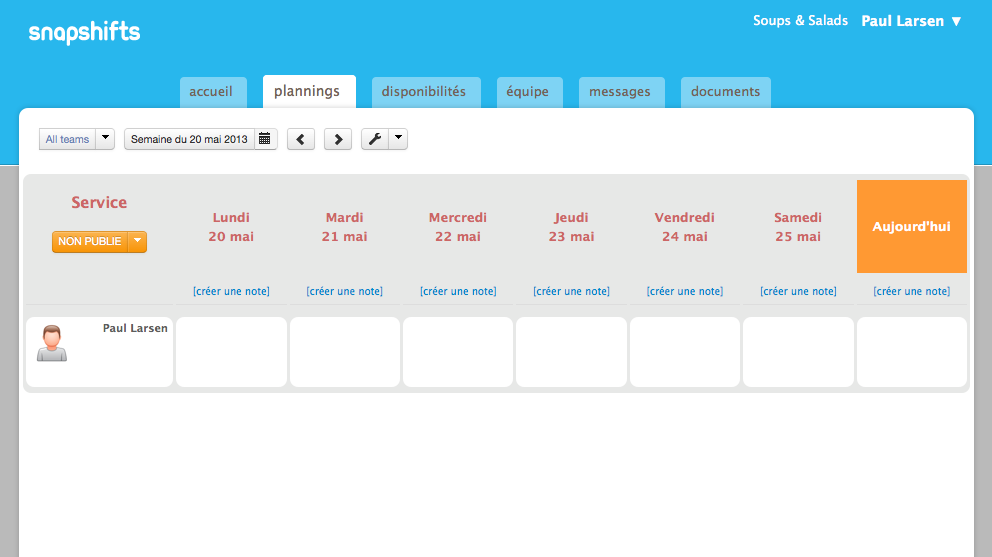 snapshifts
Soups & Salads Paul Larsen ▼
accueil plannings disponibilités équipe messages documents
All teams Semaine du 20 mai 2013
Service
NON PUBLIE
Lundi
20 mai
Mardi
21 mai
Mercredi
22 mai
Jeudi
23 mai
Vendredi
24 mai
Samedi
25 mai
Aujourd'hui
[créer une note] [créer une note] [créer une note] [créer une note] [créer une note] [créer une note] [créer une note]
Paul Larsen